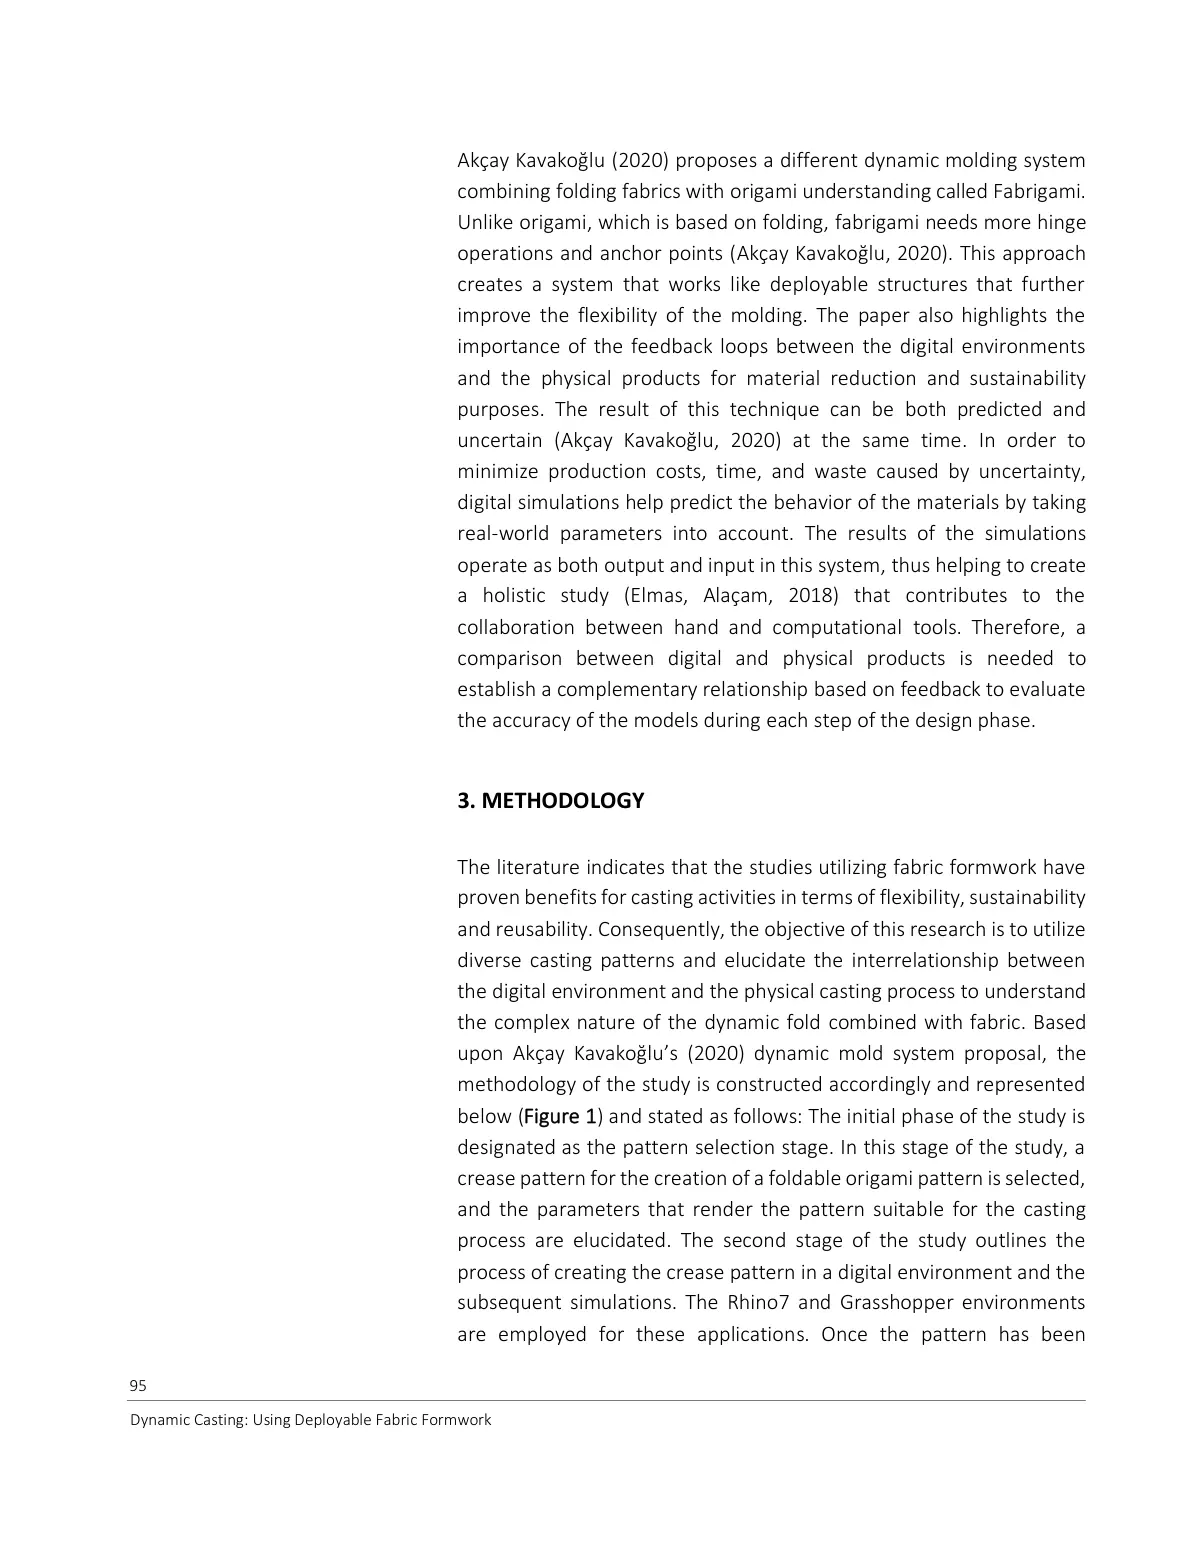 Akçay Kavakoğlu (2020) proposes a different dynamic molding system
combining folding fabrics with origami understanding called Fabrigami.
Unlike origami, which is based on folding, fabrigami needs more hinge
operations and anchor points (Akçay Kavakoğlu, 2020). This approach
creates a system that works like deployable structures that further
improve the flexibility of the molding. The paper also highlights the
importance of the feedback loops between the digital environments
and the physical products for material reduction and sustainability
purposes. The result of this technique can be both predicted and
uncertain (Akçay Kavakoğlu, 2020) at the same time. In order to
minimize production costs, time, and waste caused by uncertainty,
digital simulations help predict the behavior of the materials by taking
real-world parameters into account. The results of the simulations
operate as both output and input in this system, thus helping to create
a holistic study (Elmas, Alaçam, 2018) that contributes to the
collaboration between hand and computational tools. Therefore, a
comparison between digital and physical products is needed to
establish a complementary relationship based on feedback to evaluate
the accuracy of the models during each step of the design phase.
3. METHODOLOGY
The literature indicates that the studies utilizing fabric formwork have
proven benefits for casting activities in terms of flexibility, sustainability
and reusability. Consequently, the objective of this research is to utilize
diverse casting patterns and elucidate the interrelationship between
the digital environment and the physical casting process to understand
the complex nature of the dynamic fold combined with fabric. Based
upon Akçay Kavakoğlu’s (2020) dynamic mold system proposal, the
methodology of the study is constructed accordingly and represented
below (Figure 1) and stated as follows: The initial phase of the study is
designated as the pattern selection stage. In this stage of the study, a
crease pattern for the creation of a foldable origami pattern is selected,
and the parameters that render the pattern suitable for the casting
process are elucidated. The second stage of the study outlines the
process of creating the crease pattern in a digital environment and the
subsequent simulations. The Rhino7 and Grasshopper environments
are employed for these applications. Once the pattern has been
95
Dynamic Casting: Using Deployable Fabric Formwork